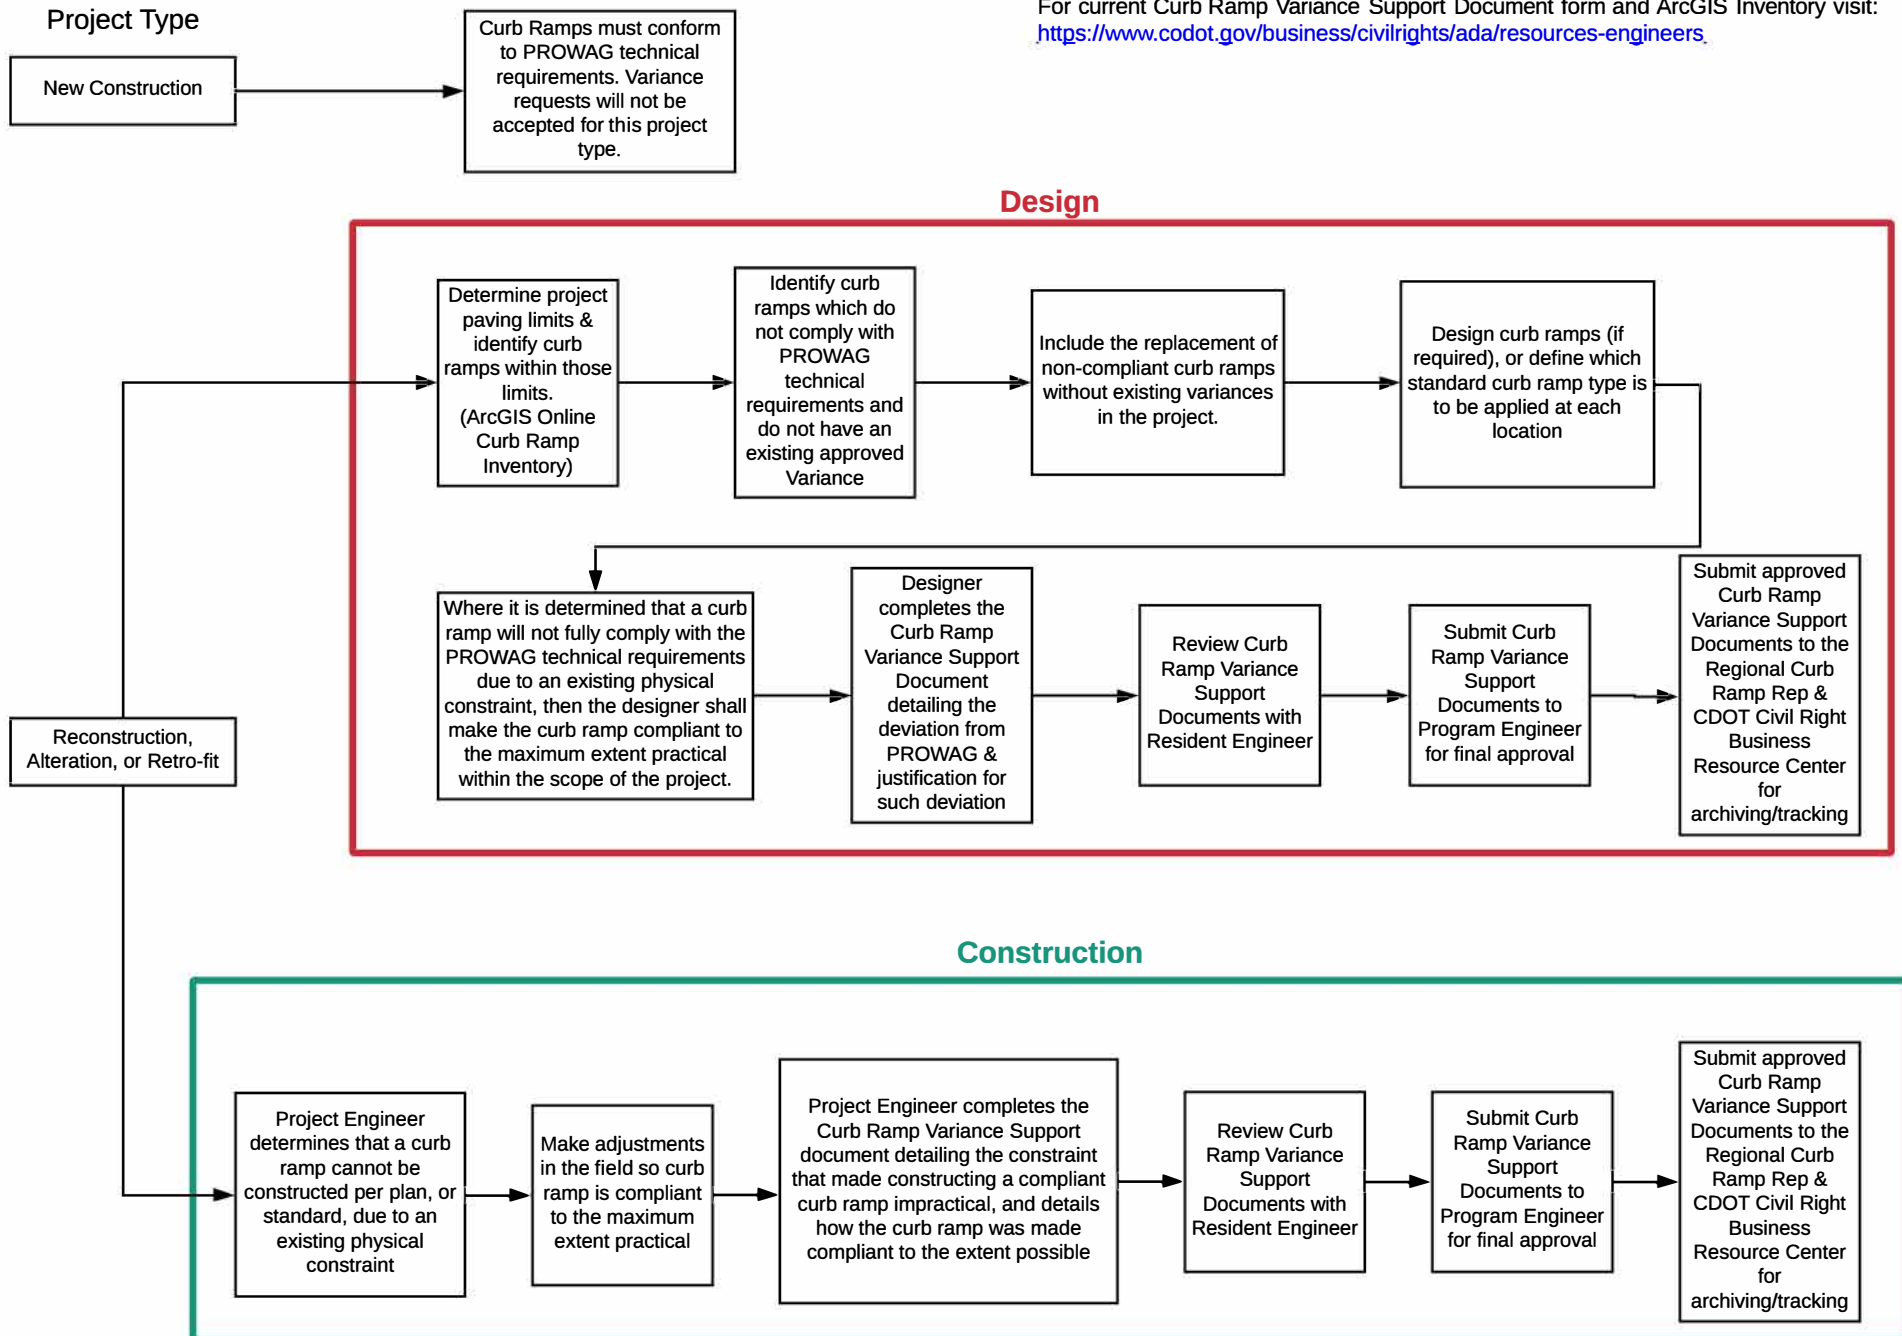 For current Curb Ramp Variance Support Document form and ArcGIS Inventory visit:
https://www.codot.gov/business/civilrights/ada/resources-engineers
Project Type
New Construction
Curb Ramps must conform
to PROWAG technical
requirements. Variance
requests will not be
accepted for this project
type.
Design
Determine project
paving limits &
identify curb
ramps within those
limits.
(ArcGIS Online
Curb Ramp
Inventory)
Identify curb
ramps which do
not comply with
PROWAG
technical
requirements and
do not have an
existing approved
Variance
Include the replacement of
non-compliant curb ramps
without existing variances
in the project.
Design curb ramps (if
required), or define which
standard curb ramp type is
to be applied at each
location
Where it is determined that a curb
ramp will not fully comply with the
PROWAG technical requirements
due to an existing physical
constraint, then the designer shall
make the curb ramp compliant to
the maximum extent practical
within the scope of the project.
Designer
completes the
Curb Ramp
Variance Support
Document
detailing the
deviation from
PROWAG &
justification for
such deviation
Review Curb
Ramp Variance
Support
Documents with
Resident Engineer
Submit Curb
Ramp Variance
Support
Documents to
Program Engineer
for final approval
Submit approved
Curb Ramp
Variance Support
Documents to the
Regional Curb
Ramp Rep &
CDOT Civil Right
Business
Resource Center
for
archiving/tracking
Reconstruction,
Alteration, or Retro-fit
Construction
Project Engineer
determines that a curb
ramp cannot be
constructed per plan, or
standard, due to an
existing physical
constraint
Make adjustments
in the field so curb
ramp is compliant
to the maximum
extent practical
Project Engineer completes the
Curb Ramp Variance Support
document detailing the constraint
that made constructing a compliant
curb ramp impractical, and details
how the curb ramp was made
compliant to the extent possible
Review Curb
Ramp Variance
Support
Documents with
Resident Engineer
Submit Curb
Ramp Variance
Support
Documents to
Program Engineer
for final approval
Submit approved
Curb Ramp
Variance Support
Documents to the
Regional Curb
Ramp Rep &
CDOT Civil Right
Business
Resource Center
for
archiving/tracking